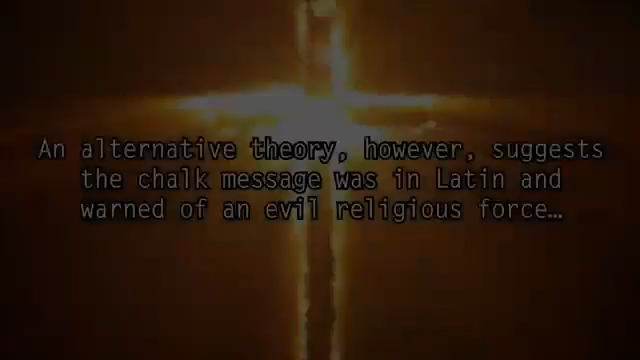 An alternative theory, however, suggests
the chalk message was in Latin and
warned of an evil religious force…